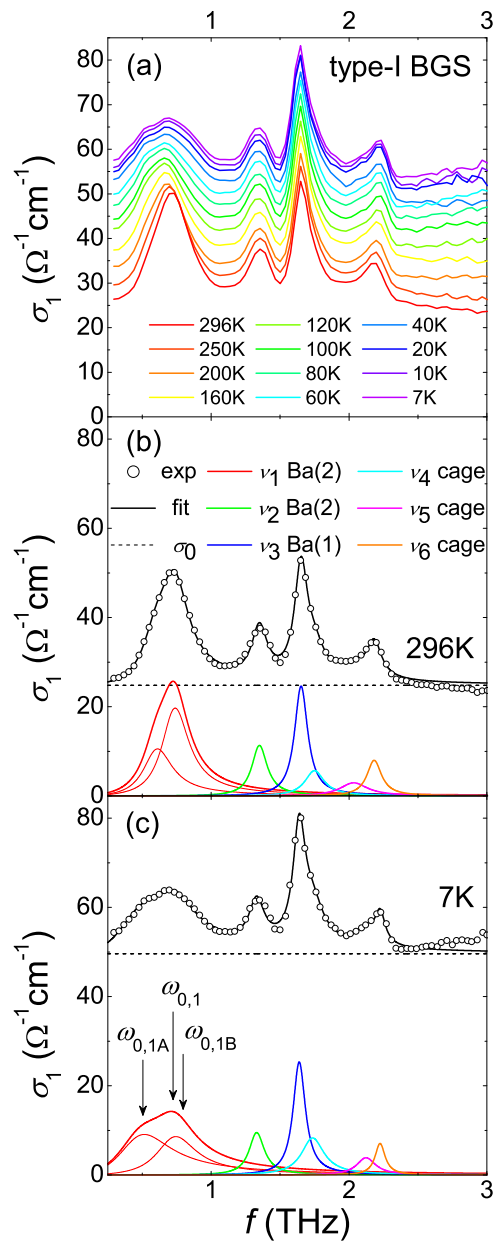 1 2 3
(a) type-I BGS
80
70
60
50
40
30
20
10
0
σ1 (Ω-1cm-1)
296K 120K 40K
250K 100K 20K
200K 80K 10K
160K 60K 7K
(b)
exp ν1 Ba(2) ν4 cage
fit ν2 Ba(2) ν5 cage
σ0 ν3 Ba(1) ν6 cage
296K
80
60
40
20
0
σ1 (Ω-1cm-1)
(c)
7K
80
60
40
20
0
σ1 (Ω-1cm-1)
ω0,1
ω0,1A ω0,1B
1 2 3
f (THz)